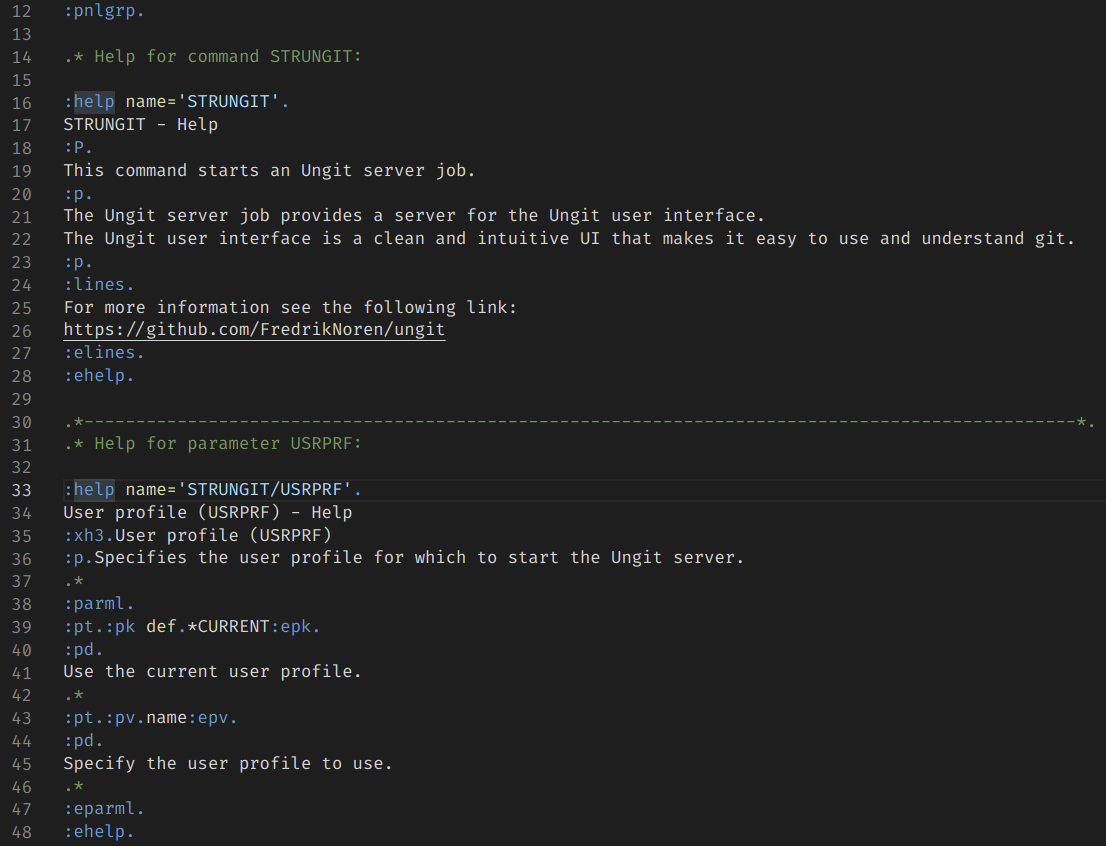 12 :pnlgrp.
13
14 .* Help for command STRUNGIT:
15
16 :help name='STRUNGIT'.
17 STRUNGIT - Help
18 :P.
19 This command starts an Ungit server job.
20 :p.
21 The Ungit server job provides a server for the Ungit user interface.
22 The Ungit user interface is a clean and intuitive UI that makes it easy to use and understand git.
23 :p.
24 :lines.
25 For more information see the following link:
26 https://github.com/FredrikNoren/ungit
27 :elines.
28 :ehelp.
29
30 .*------------------------------------------------------------------------------------------------*.
31 .* Help for parameter USRPRF:
32
33 :help name='STRUNGIT/USRPRF'.
34 User profile (USRPRF) - Help
35 :xh3.User profile (USRPRF)
36 :p.Specifies the user profile for which to start the Ungit server.
37 .*
38 :parml.
39 :pt.:pk def.*CURRENT:epk.
40 :pd.
41 Use the current user profile.
42 .*
43 :pt.:pv.name:epv.
44 :pd.
45 Specify the user profile to use.
46 .*
47 :eparml.
48 :ehelp.